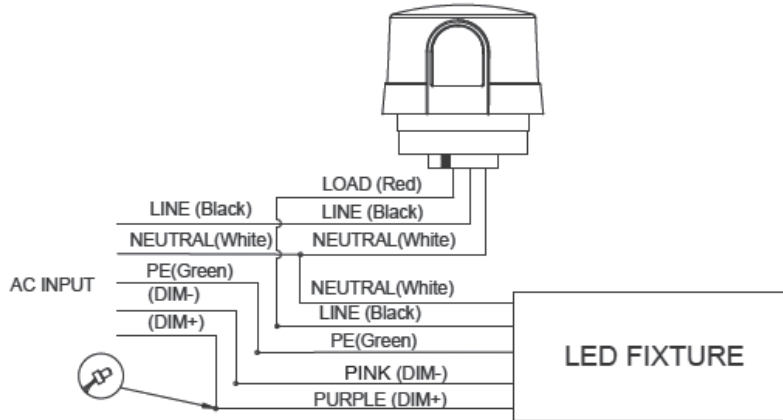 LOAD (Red)
LINE (Black) LINE (Black)
NEUTRAL(White) NEUTRAL(White)
PE(Green)
AC INPUT
(DIM-)
NEUTRAL(White)
(DIM+)
LINE (Black)
PE(Green)
LED FIXTURE
PINK (DIM-)
PURPLE (DIM+)